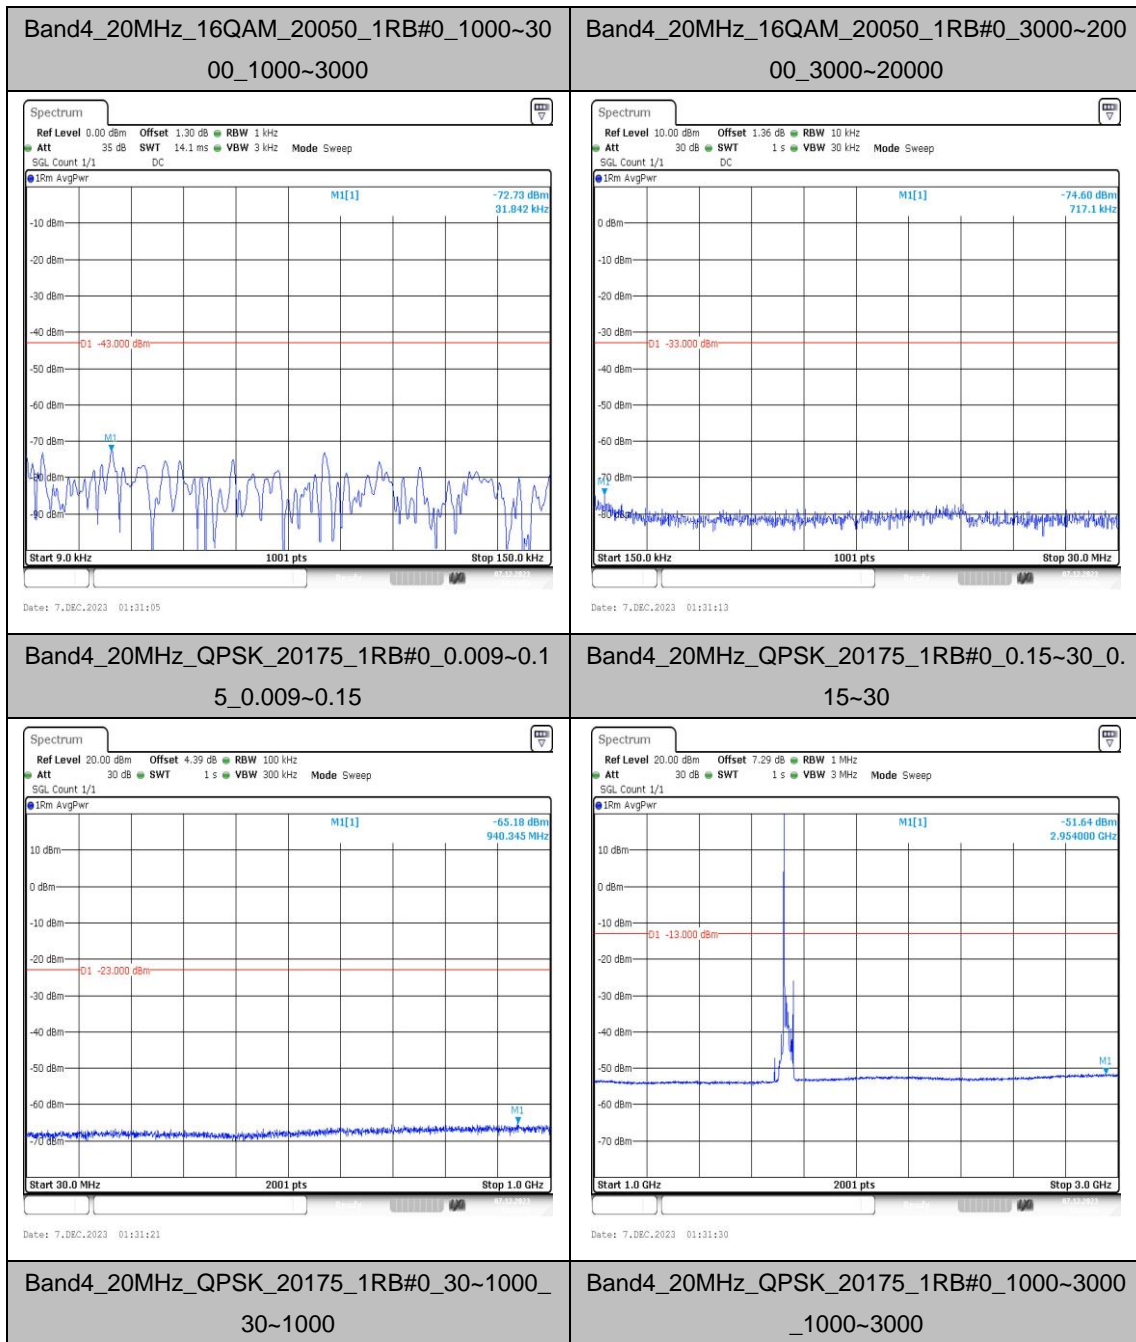 Band4_20MHz_16QAM_20050_1RB#0_1000~30
00_1000~3000
Band4_20MHz_16QAM_20050_1RB#0_3000~200
00_3000~20000
Spectrum
Ref Level 0.00 dBm Offset 1.30 dB RBW 1 kHz
Att 35 dB SWT 14.1 ms VBW 3 kHz Mode Sweep
SGL Count 1/1 DC
1Rm AvgPwr
M1[1] -72.73 dBm
31.842 kHz
-10 dBm
-20 dBm
-30 dBm
-40 dBm
D1 -43.000 dBm
-50 dBm
-60 dBm
-70 dBm
M1
-80 dBm
-90 dBm
Start 9.0 kHz 1001 pts Stop 150.0 kHz
Date: 7.DEC.2023 01:31:05
Spectrum
Ref Level 10.00 dBm Offset 1.36 dB RBW 10 kHz
Att 30 dB SWT 1 s VBW 30 kHz Mode Sweep
SGL Count 1/1 DC
1Rm AvgPwr
M1[1] -74.60 dBm
717.1 kHz
0 dBm
-10 dBm
-20 dBm
-30 dBm
D1 -33.000 dBm
-40 dBm
-50 dBm
-60 dBm
-70 dBm
M1
-80 dBm
Start 150.0 kHz 1001 pts Stop 30.0 MHz
Date: 7.DEC.2023 01:31:13
Band4_20MHz_QPSK_20175_1RB#0_0.009~0.1
5_0.009~0.15
Band4_20MHz_QPSK_20175_1RB#0_0.15~30_0.
15~30
Spectrum
Ref Level 20.00 dBm Offset 4.39 dB RBW 100 kHz
Att 30 dB SWT 1 s VBW 300 kHz Mode Sweep
SGL Count 1/1
1Rm AvgPwr
M1[1] -65.18 dBm
940.345 MHz
10 dBm
0 dBm
-10 dBm
-20 dBm
D1 -23.000 dBm
-30 dBm
-40 dBm
-50 dBm
-60 dBm
M1
-70 dBm
Start 30.0 MHz 2001 pts Stop 1.0 GHz
Date: 7.DEC.2023 01:31:21
Spectrum
Ref Level 20.00 dBm Offset 7.29 dB RBW 1 MHz
Att 30 dB SWT 1 s VBW 3 MHz Mode Sweep
SGL Count 1/1
1Rm AvgPwr
M1[1] -51.64 dBm
2.954000 GHz
10 dBm
0 dBm
-10 dBm
D1 -13.000 dBm
-20 dBm
-30 dBm
-40 dBm
-50 dBm
M1
-60 dBm
-70 dBm
Start 1.0 GHz 2001 pts Stop 3.0 GHz
Date: 7.DEC.2023 01:31:30
Band4_20MHz_QPSK_20175_1RB#0_30~1000_
30~1000
Band4_20MHz_QPSK_20175_1RB#0_1000~3000
_1000~3000